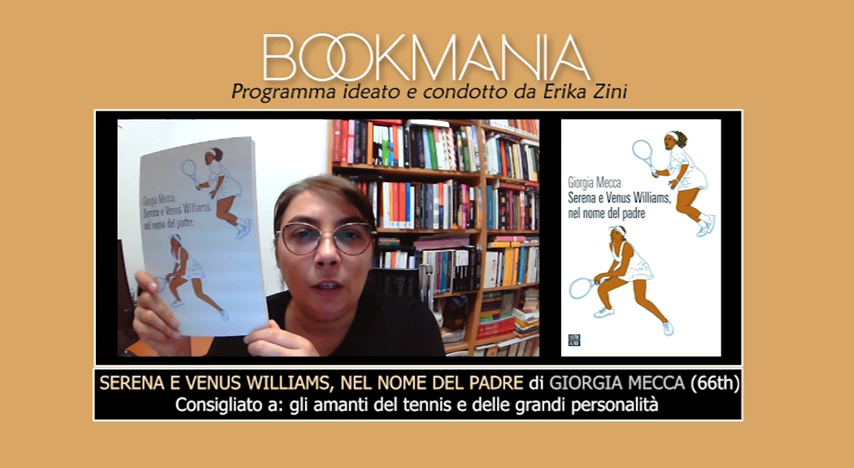 BOOKMANIA
Programma ideato e condotto da Erika Zini
Giorgia Mecca
Serena e Venus Williams,
nel nome del padre
Giorgia Mecca
Serena e Venus Williams,
nel nome del padre
SERENA E VENUS WILLIAMS, NEL NOME DEL PADRE di GIORGIA MECCA (66th)
Consigliato a: gli amanti del tennis e delle grandi personalità